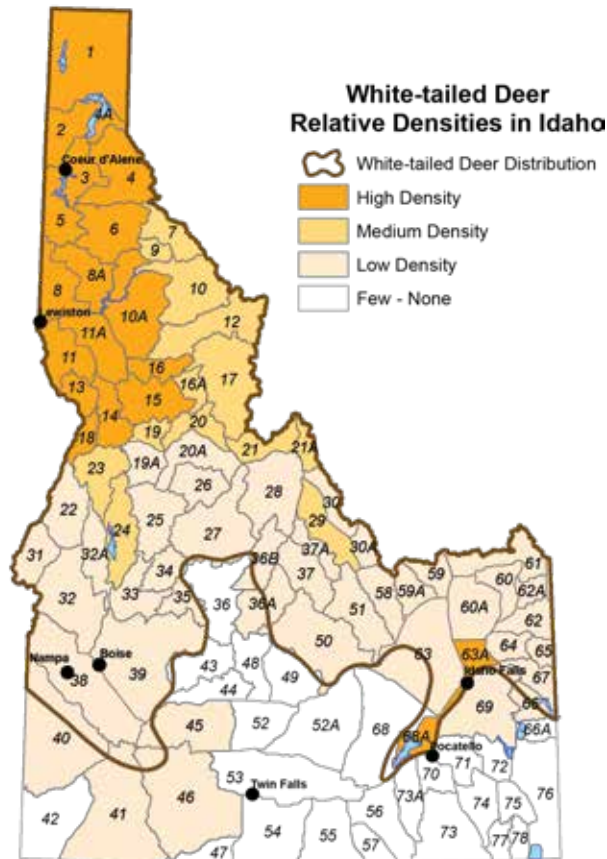 White-tailed Deer
Relative Densities in Idaho
White-tailed Deer Distribution
High Density
Medium Density
Low Density
Few - None
1
2
4A
Coeur d'Alene
3
4
5
6
7
9
8A
8
10
10A
12
Lewiston
11A
11
16
17
13
15
16A
14
18
19
20
21
21A
23
19A
20A
26
28
22
24
25
29
30
27
31
32A
37A
30A
36B
37
34
33
35
36
36A
58
59A
59
60
61
62A
32
51
60A
62
50
63
63A
64
65
Nampa
Boise
38
39
43
48
49
44
Idaho Falls
67
69
66
40
45
52
52A
68
68A
66A
Pocatello
70
71
72
53
Twin Falls
73A
76
42
41
46
56
74
75
47
54
55
57
73
77
78